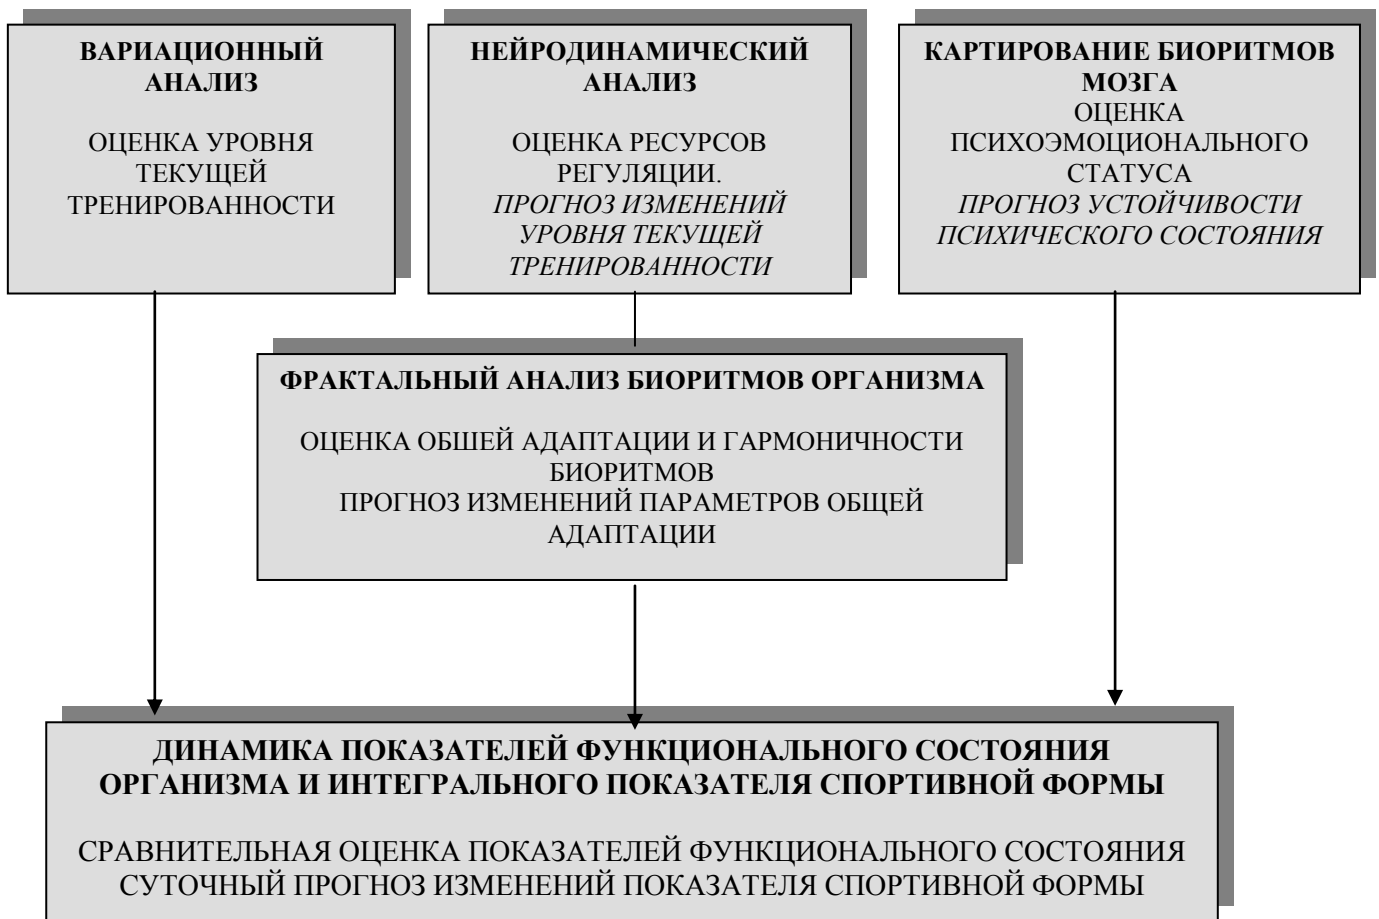 ВАРИАЦИОННЫЙ
АНАЛИЗ
ОЦЕНКА УРОВНЯ
ТЕКУЩЕЙ
ТРЕНИРОВАННОСТИ
НЕЙРОДИНАМИЧЕСКИЙ
АНАЛИЗ
ОЦЕНКА РЕСУРСОВ
РЕГУЛЯЦИИ.
ПРОГНОЗ ИЗМЕНЕНИЙ
УРОВНЯ ТЕКУЩЕЙ
ТРЕНИРОВАННОСТИ
КАРТИРОВАНИЕ БИОРИТМОВ
МОЗГА
ОЦЕНКА
ПСИХОЭМОЦИОНАЛЬНОГО
СТАТУСА
ПРОГНОЗ УСТОЙЧИВОСТИ
ПСИХИЧЕСКОГО СОСТОЯНИЯ
ФРАКТАЛЬНЫЙ АНАЛИЗ БИОРИТМОВ ОРГАНИЗМА
ОЦЕНКА ОБШЕЙ АДАПТАЦИИ И ГАРМОНИЧНОСТИ
БИОРИТМОВ
ПРОГНОЗ ИЗМЕНЕНИЙ ПАРАМЕТРОВ ОБЩЕЙ
АДАПТАЦИИ
ДИНАМИКА ПОКАЗАТЕЛЕЙ ФУНКЦИОНАЛЬНОГО СОСТОЯНИЯ
ОРГАНИЗМА И ИНТЕГРАЛЬНОГО ПОКАЗАТЕЛЯ СПОРТИВНОЙ ФОРМЫ
СРАВНИТЕЛЬНАЯ ОЦЕНКА ПОКАЗАТЕЛЕЙ ФУНКЦИОНАЛЬНОГО СОСТОЯНИЯ
СУТОЧНЫЙ ПРОГНОЗ ИЗМЕНЕНИЙ ПОКАЗАТЕЛЯ СПОРТИВНОЙ ФОРМЫ